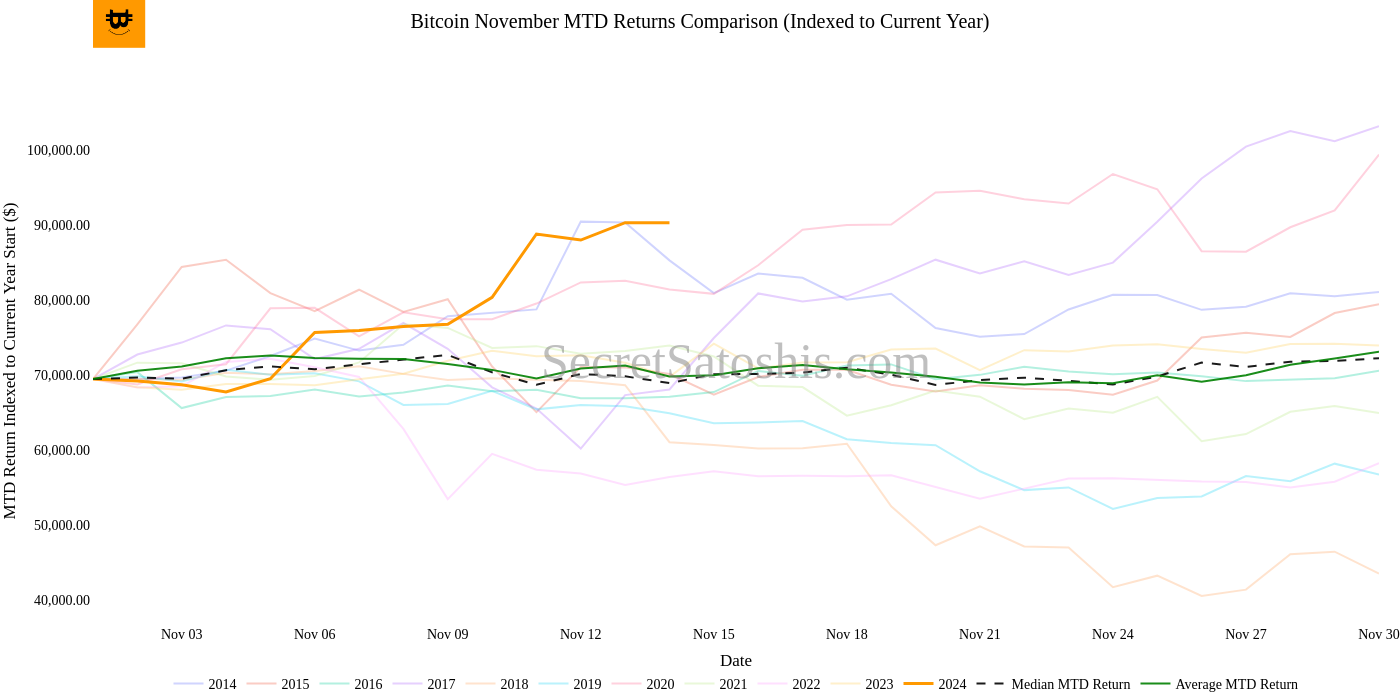 Bitcoin November MTD Returns Comparison (Indexed to Current Year)
MTD Return Indexed to Current Year Start ($)
100,000.00
90,000.00
80,000.00
70,000.00
60,000.00
50,000.00
40,000.00
SecretSatoshis.com
Nov 03 Nov 06 Nov 09 Nov 12 Nov 15 Nov 18 Nov 21 Nov 24 Nov 27 Nov 30
Date
2014 2015 2016 2017 2018 2019 2020 2021 2022 2023 2024 Median MTD Return Average MTD Return